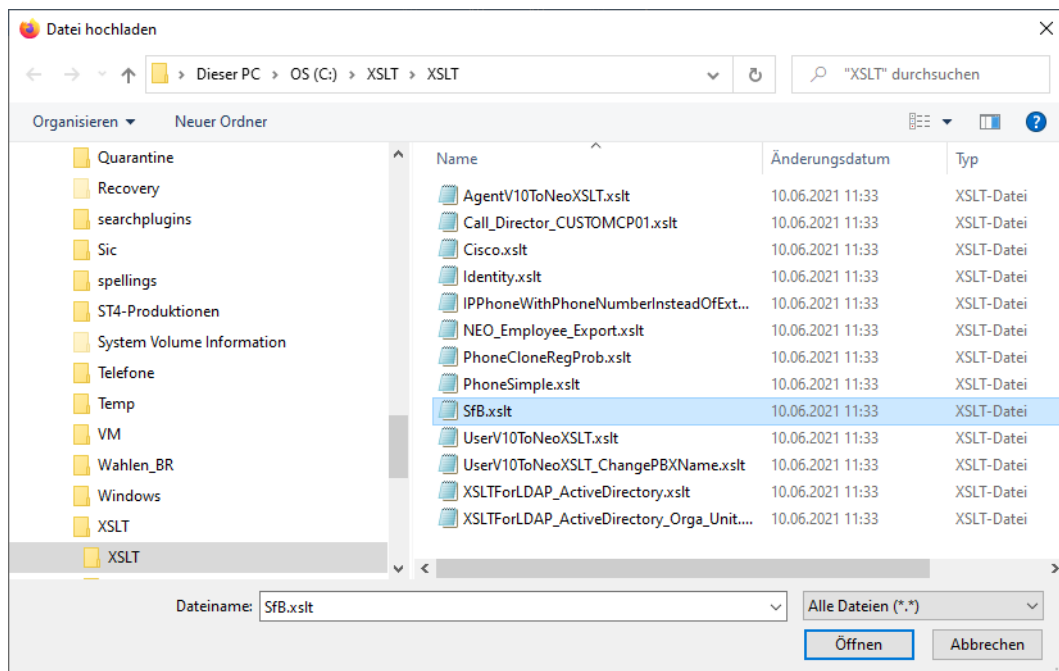 Datei hochladen
Dieser PC > OS (C:) > XSLT > XSLT
"XSLT" durchsuchen
Organisieren
Neuer Ordner
Quarantine
Recovery
searchplugins
Sic
spellings
ST4-Produktionen
System Volume Information
Telefone
Temp
VM
Wahlen_BR
Windows
XSLT
XSLT
Name Änderungsdatum Typ
AgentV10ToNeoXSLT.xslt 10.06.2021 11:33 XSLT-Datei
Call_Director_CUSTOMCP01.xslt 10.06.2021 11:33 XSLT-Datei
Cisco.xslt 10.06.2021 11:33 XSLT-Datei
Identity.xslt 10.06.2021 11:33 XSLT-Datei
IPPhoneWithPhoneNumberInsteadOfExt... 10.06.2021 11:33 XSLT-Datei
NEO_Employee_Export.xslt 10.06.2021 11:33 XSLT-Datei
PhoneCloneRegProb.xslt 10.06.2021 11:33 XSLT-Datei
PhoneSimple.xslt 10.06.2021 11:33 XSLT-Datei
SfB.xslt 10.06.2021 11:33 XSLT-Datei
UserV10ToNeoXSLT.xslt 10.06.2021 11:33 XSLT-Datei
UserV10ToNeoXSLT_ChangePBXName.xslt 10.06.2021 11:33 XSLT-Datei
XSLTForLDAP_ActiveDirectory.xslt 10.06.2021 11:33 XSLT-Datei
XSLTForLDAP_ActiveDirectory_Orga_Unit.... 10.06.2021 11:33 XSLT-Datei
Dateiname: SfB.xslt
Alle Dateien (*.*)
Öffnen
Abbrechen